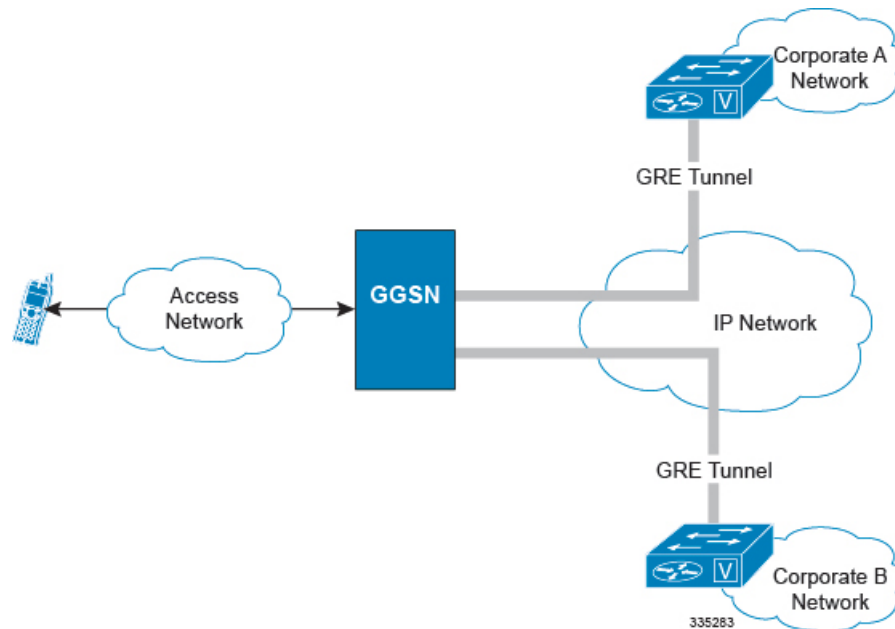 Corporate A
Network
V
GRE Tunnel
GGSN
Access
Network
IP Network
GRE Tunnel
V
Corporate B
Network
335283